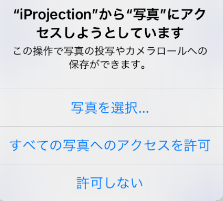 “iProjection”から“写真”にアク
セスしようとしています
この操作で写真の投写やカメラロールへの
保存ができます。
写真を選択...
すべての写真へのアクセスを許可
許可しない